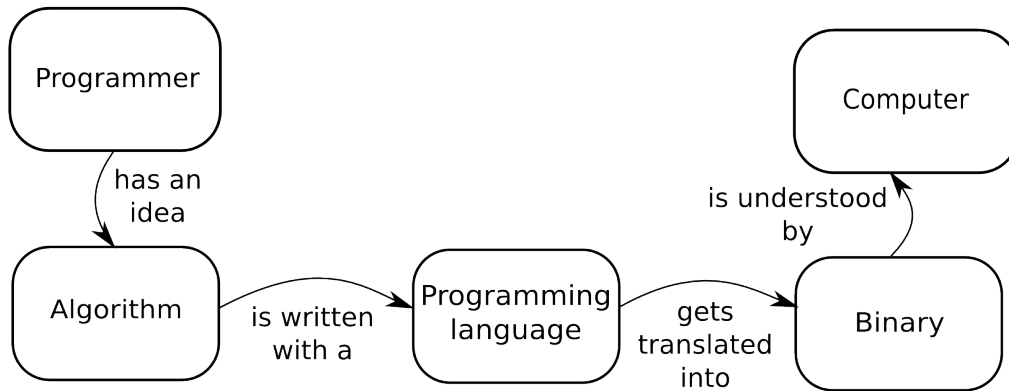 Programmer
has an
idea
Algorithm
is written
with a
Programming
language
gets
translated
into
Binary
is understood
by
Computer